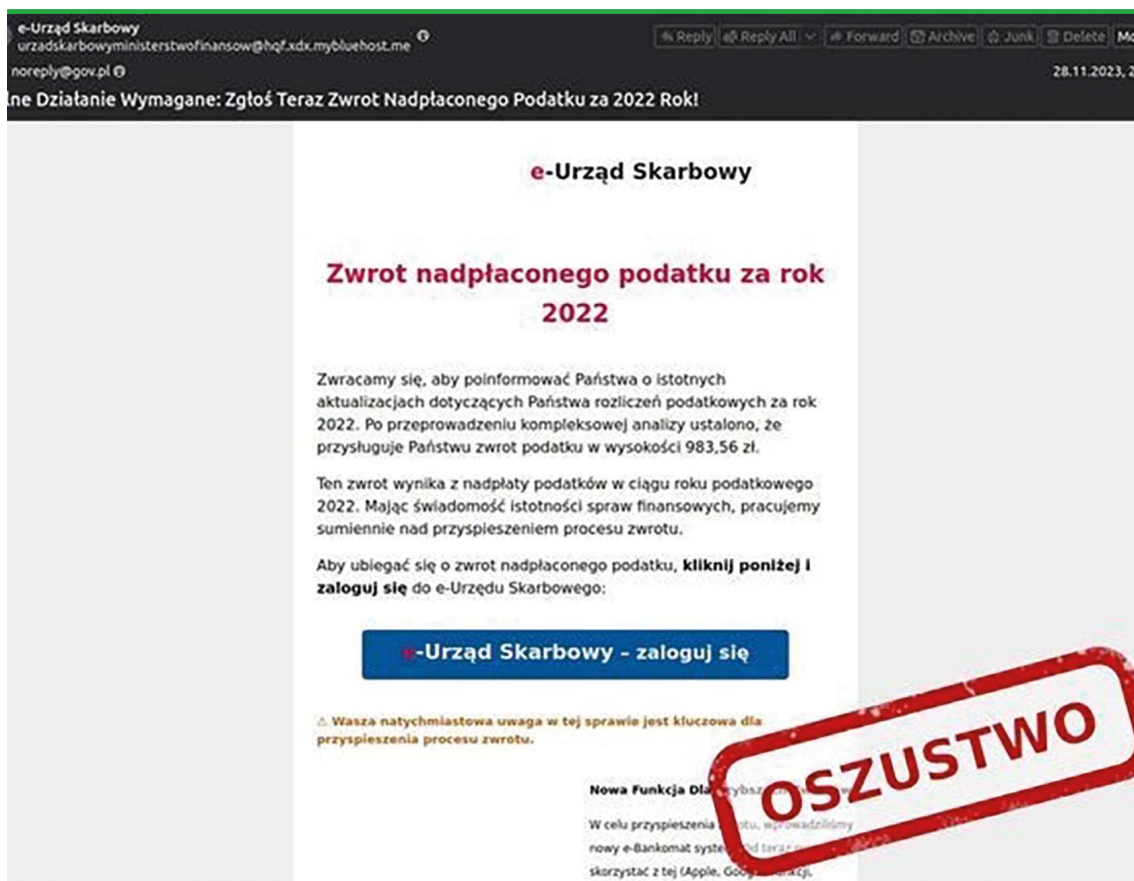 e-Urząd Skarbowy
urzadskarbowyministerstwofinansow@hqf.xdx.mybluehost.me
Reply Reply All Forward Archive Junk Delete
noreply@gov.pl
28.11.2023,
Działanie Wymagane: Zgłoś Teraz Zwrot Nadpłaconego Podatku za 2022 Rok!
e-Urząd Skarbowy
Zwrot nadpłaconego podatku za rok
2022
Zwracamy się, aby poinformować Państwa o istotnych
aktualizacjach dotyczących Państwa rozliczeń podatkowych za rok
2022. Po przeprowadzeniu kompleksowej analizy ustalono, że
przysługuje Państwu zwrot podatku w wysokości 983,56 zł.
Ten zwrot wynika z nadpłaty podatków w ciągu roku podatkowego
2022. Mając świadomość istotności spraw finansowych, pracujemy
sumiennie nad przyspieszeniem procesu zwrotu.
Aby ubiegać się o zwrot nadpłaconego podatku, kliknij poniżej i
zaloguj się do e-Urzędu Skarbowego:
e-Urząd Skarbowy – zaloguj się
⚠ Wasza natychmiastowa uwaga w tej sprawie jest kluczowa dla
przyspieszenia procesu zwrotu.
OSZUSTWO
Nowa Funkcja
W celu przyspieszenia wprowadziliśmy
nowy e-Bankomat Od teraz
skorzystać z tej (Apple,